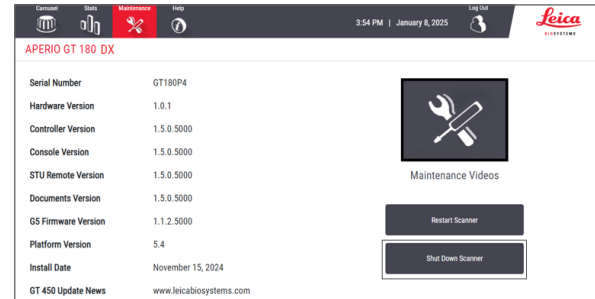 Carousel Stats Maintenance Help Log Out
3:54 PM | January 8, 2025
Leica
BIOSYSTEMS
APERIO GT 180 DX
Serial Number GT180P4
Hardware Version 1.0.1
Controller Version 1.5.0.5000
Console Version 1.5.0.5000
STU Remote Version 1.5.0.5000
Documents Version 1.5.0.5000
G5 Firmware Version 1.1.2.5000
Platform Version 5.4
Install Date November 15, 2024
GT 450 Update News www.leicabiosystems.com
Maintenance Videos
Restart Scanner
Shut Down Scanner